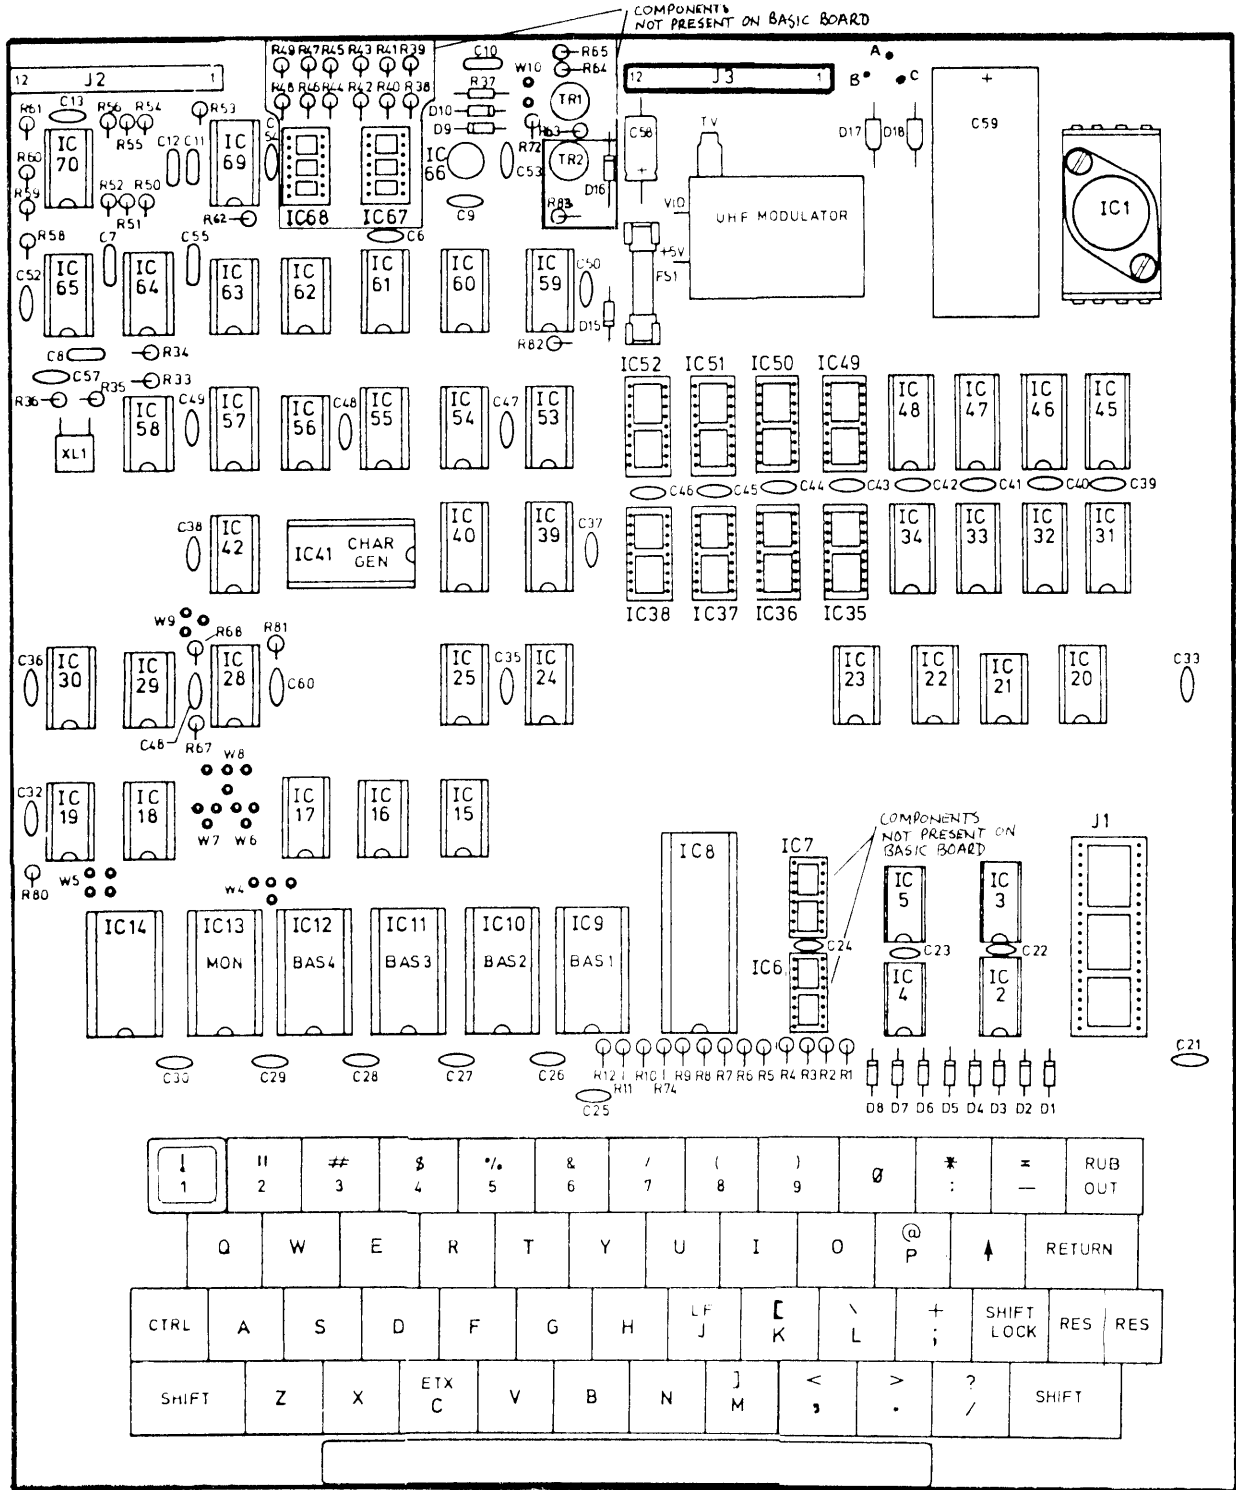 COMPONENTS
NOT PRESENT ON BASIC BOARD
12 J2 1
R49 R47 R45 R43 R41 R39
R48 R46 R44 R42 R40 R38
C10
R37
D10
D9
W10
R65
R64
TR1
R63
R72
TR2
R83
12 J3 1
A
B C
C58
D16
TV
D17 D18
C59
+
IC1
VID
UHF MODULATOR
+5V
FS1
R61 C13 R56 R54 R53
R55
IC 70
C12 C11
IC 69
C54
IC68 IC67
IC 66
C53
C9
R60
R59
R52 R50
R51
R62
R58
C7 C55
C6
C52
IC 65
IC 64
IC 63
IC 62
IC 61
IC 60
IC 59
C50
D15
R82
C8 R34
C57 R35 R33
R36
XL1
IC 58
C49
IC 57
IC 56
C48
IC 55
IC 54
C47
IC 53
IC52 IC51 IC50 IC49
IC 48
IC 47
IC 46
IC 45
C46 C45 C44 C43 C42 C41 C40 C39
C38
IC 42
IC41 CHAR GEN
IC 40
IC 39
C37
IC38 IC37 IC36 IC35
IC 34
IC 33
IC 32
IC 31
W9
R68 R81
C36
IC 30
IC 29
IC 28
C60
IC 25
C35
IC 24
IC 23
IC 22
IC 21
IC 20
C33
C46 R67
W8
C32
IC 19
IC 18
W7 W6
IC 17
IC 16
IC 15
COMPONENTS
NOT PRESENT ON
BASIC BOARD
J1
R80
W5
W4
IC8
IC7
IC 5
IC 3
IC14
IC13 MON
IC12 BAS4
IC11 BAS3
IC10 BAS2
IC9 BAS1
C24
C23
C22
IC6
IC 4
IC 2
C30 C29 C28 C27 C26
R12 R11 R10 R74 R9 R8 R7 R6 R5 R4 R3 R2 R1
C25
D8 D7 D6 D5 D4 D3 D2 D1
C21
! " # $ % & / ( ) Ø * =
1 2 3 4 5 6 7 8 9 : —
RUB
OUT
Q W E R T Y U I O @ P RETURN
CTRL A S D F G H LF J [ K \ L + ; SHIFT LOCK RES RES
SHIFT Z X ETX C V B N ] M < , > . ? / SHIFT